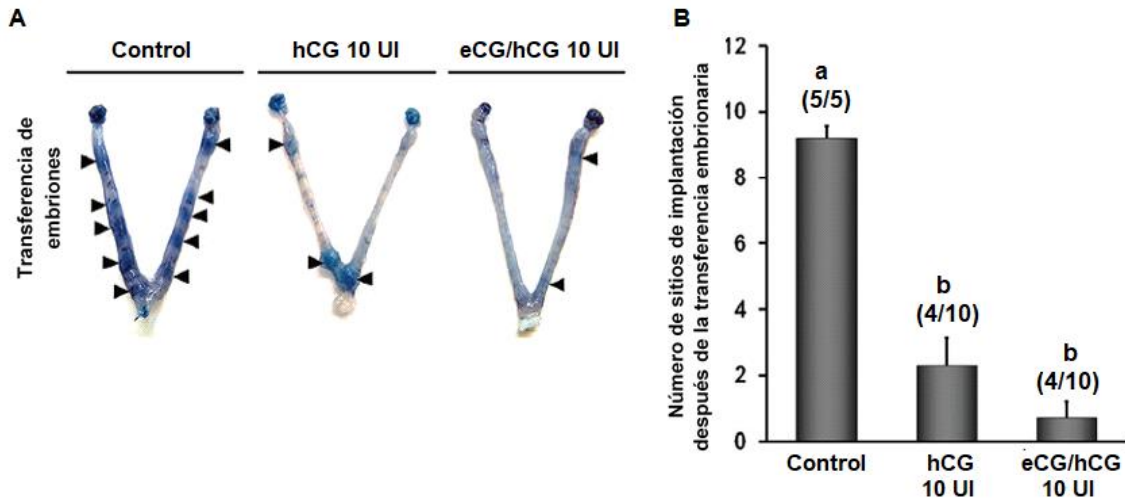 A
Control
hCG 10 UI
eCG/hCG 10 UI
Transferencia de
embriones
B
Número de sitios de implantación
después de la transferencia embrionaria
12
10
8
6
4
2
0
a
(5/5)
b
(4/10)
b
(4/10)
Control
hCG
10 UI
eCG/hCG
10 UI